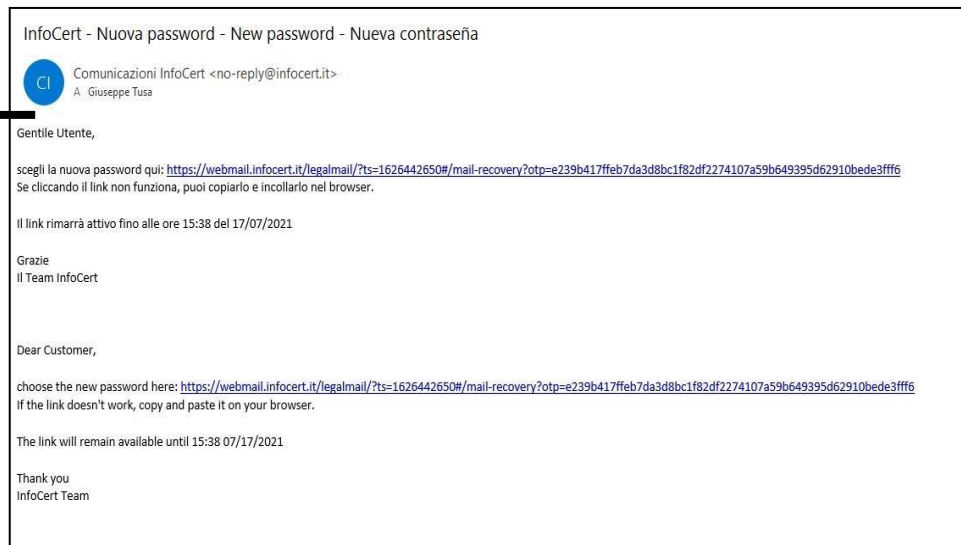 InfoCert - Nuova password - New password - Nueva contraseña
CI
Comunicazioni InfoCert <no-reply@infocert.it>
A Giuseppe Tusa
Gentile Utente,
scegli la nuova password qui: https://webmail.infocert.it/legalmail/?ts=1626442650#/mail-recovery?otp=e239b417ffeb7da3d8bc1f82df2274107a59b649395d62910bede3fff6
Se cliccando il link non funziona, puoi copiarlo e incollarlo nel browser.
Il link rimarrà attivo fino alle ore 15:38 del 17/07/2021
Grazie
Il Team InfoCert
Dear Customer,
choose the new password here: https://webmail.infocert.it/legalmail/?ts=1626442650#/mail-recovery?otp=e239b417ffeb7da3d8bc1f82df2274107a59b649395d62910bede3fff6
If the link doesn't work, copy and paste it on your browser.
The link will remain available until 15:38 07/17/2021
Thank you
InfoCert Team